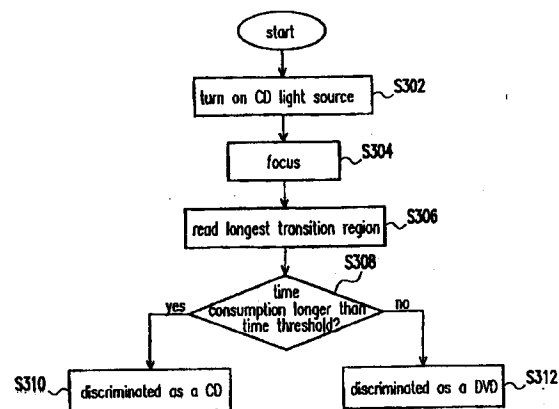 start
turn on CD light source
S302
focus
S304
read longest transition region
S306
S308
time
consumption longer than
time threshold?
yes
no
S310
discriminated as a CD
discriminated as a DVD
S312